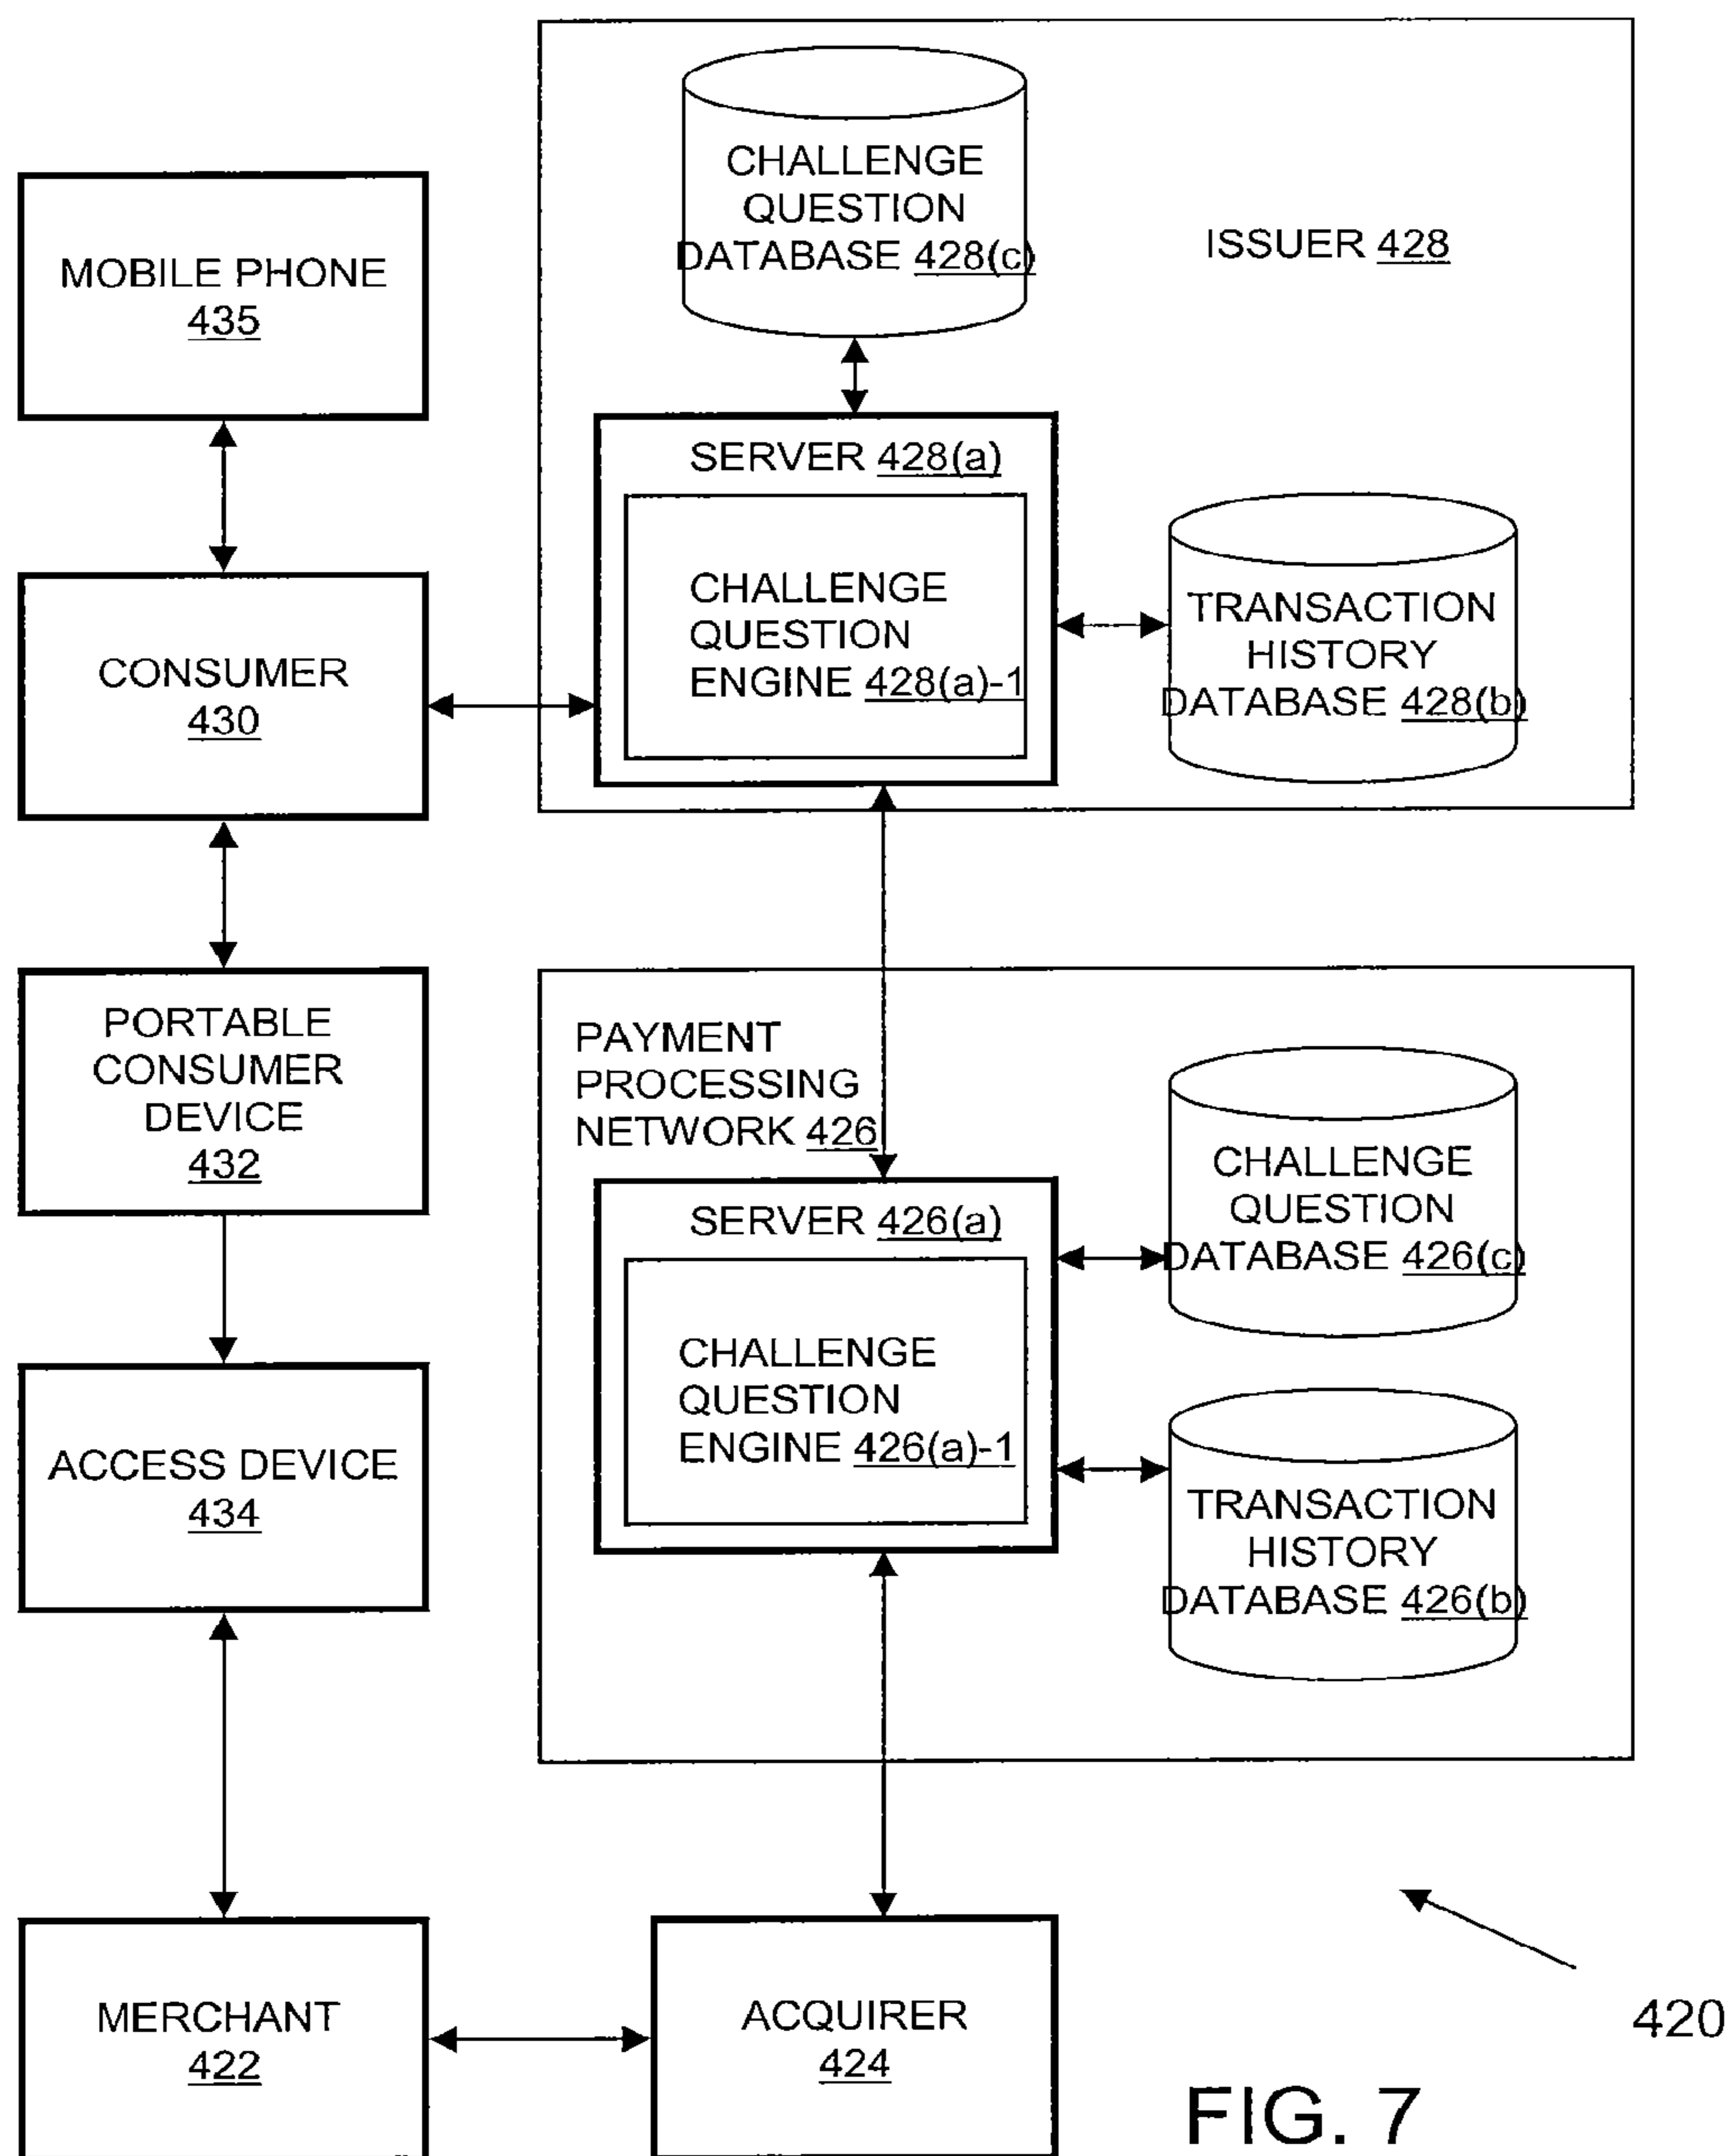 CHALLENGE
QUESTION
DATABASE 428(c)
ISSUER 428
MOBILE PHONE
435
SERVER 428(a)
CHALLENGE
QUESTION
ENGINE 428(a)-1
TRANSACTION
HISTORY
DATABASE 428(b)
CONSUMER
430
PORTABLE
CONSUMER
DEVICE
432
PAYMENT
PROCESSING
NETWORK 426
CHALLENGE
QUESTION
DATABASE 426(c)
SERVER 426(a)
CHALLENGE
QUESTION
ENGINE 426(a)-1
ACCESS DEVICE
434
TRANSACTION
HISTORY
DATABASE 426(b)
MERCHANT
422
ACQUIRER
424
420
FIG. 7